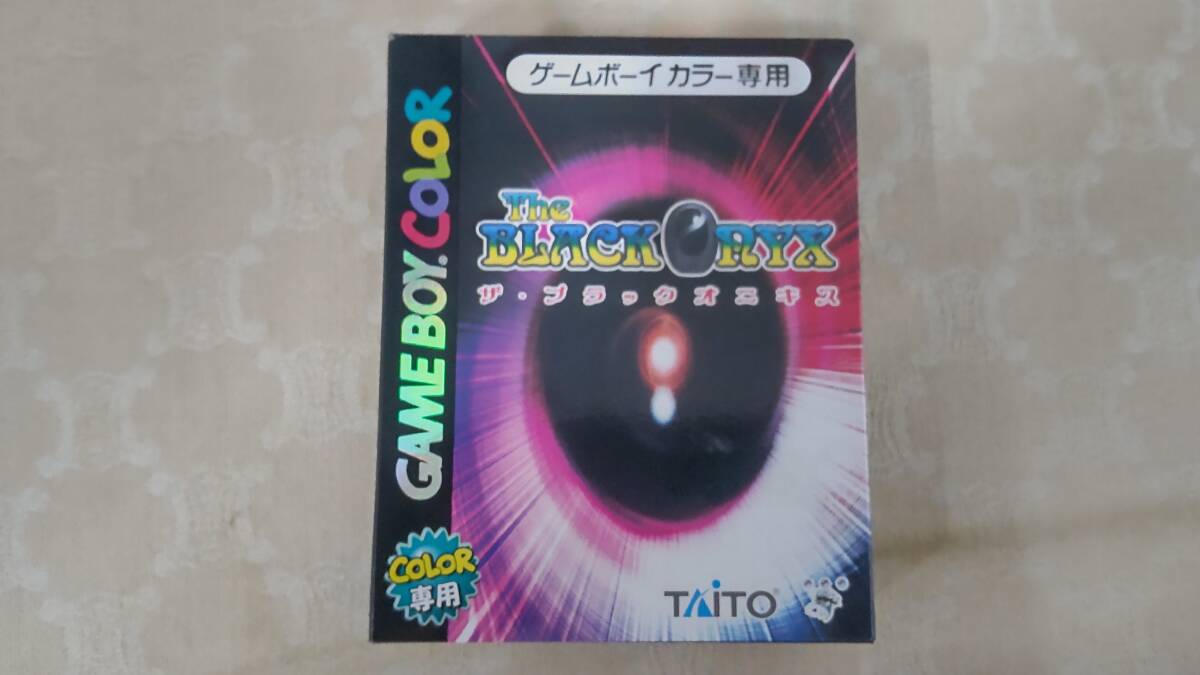 ゲームボーイカラー専用
GAME BOY COLOR
The
BLACK ONYX
ザ・ブラックオニキス
COLOR
専用
TAITO®